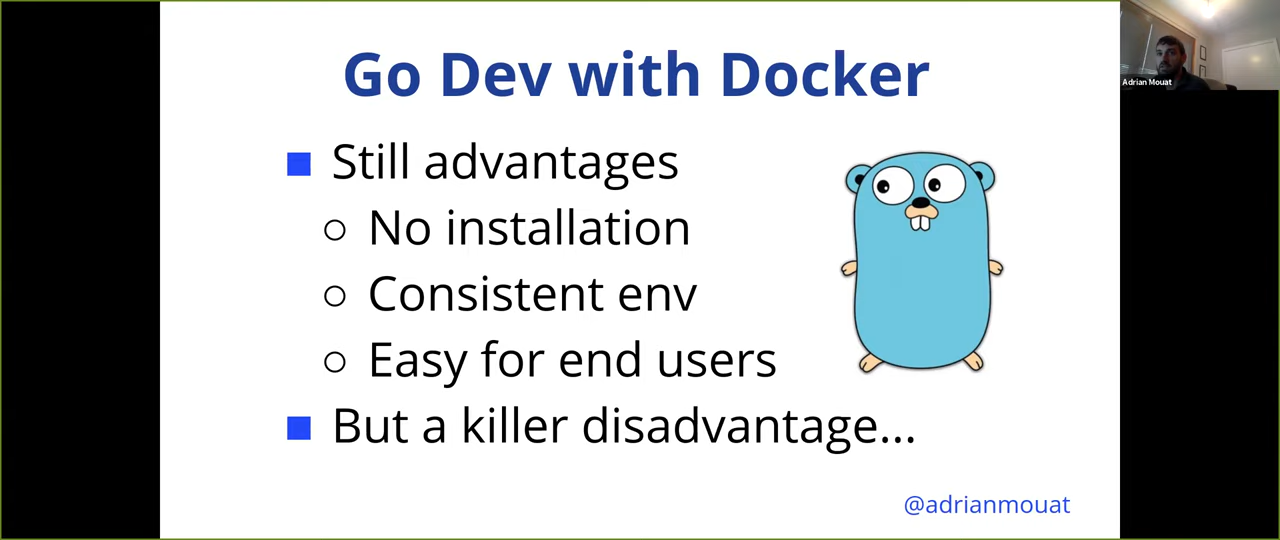 Go Dev with Docker
Still advantages
No installation
Consistent env
Easy for end users
But a killer disadvantage...
@adrianmouat
Adrian Mouat